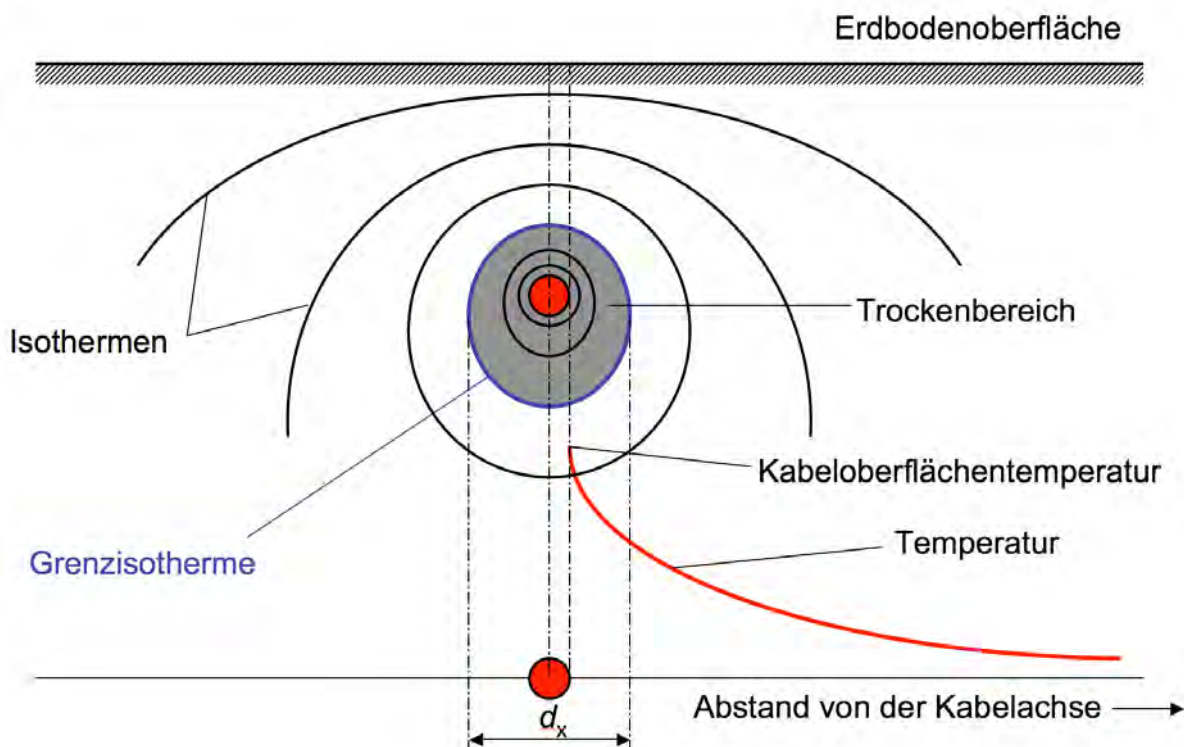 Erdbodenoberfläche
Isothermen
Trockenbereich
Kabeloberflächentemperatur
Temperatur
Grenzisotherme
Abstand von der Kabelachse
dx